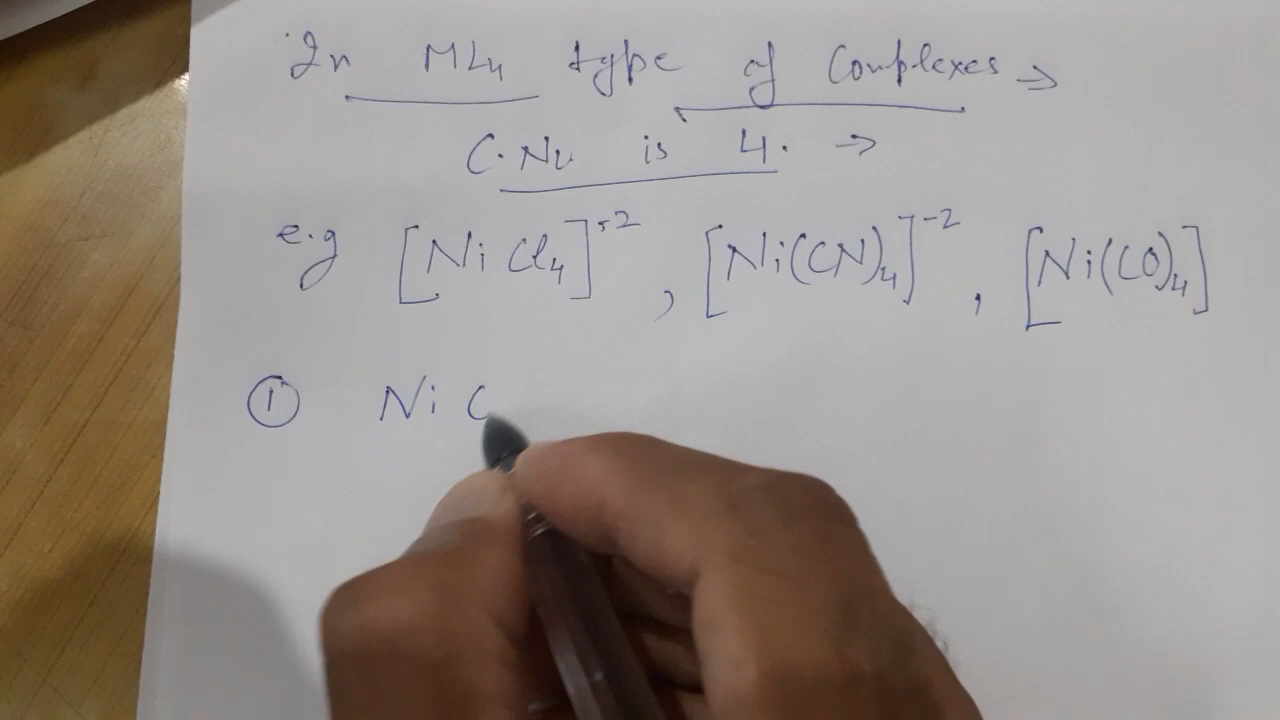 In ML₄ type of Complexes →
C.No is 4. →
e.g [NiCl₄]⁻², [Ni(CN)₄]⁻², [Ni(CO)₄]
① Ni C